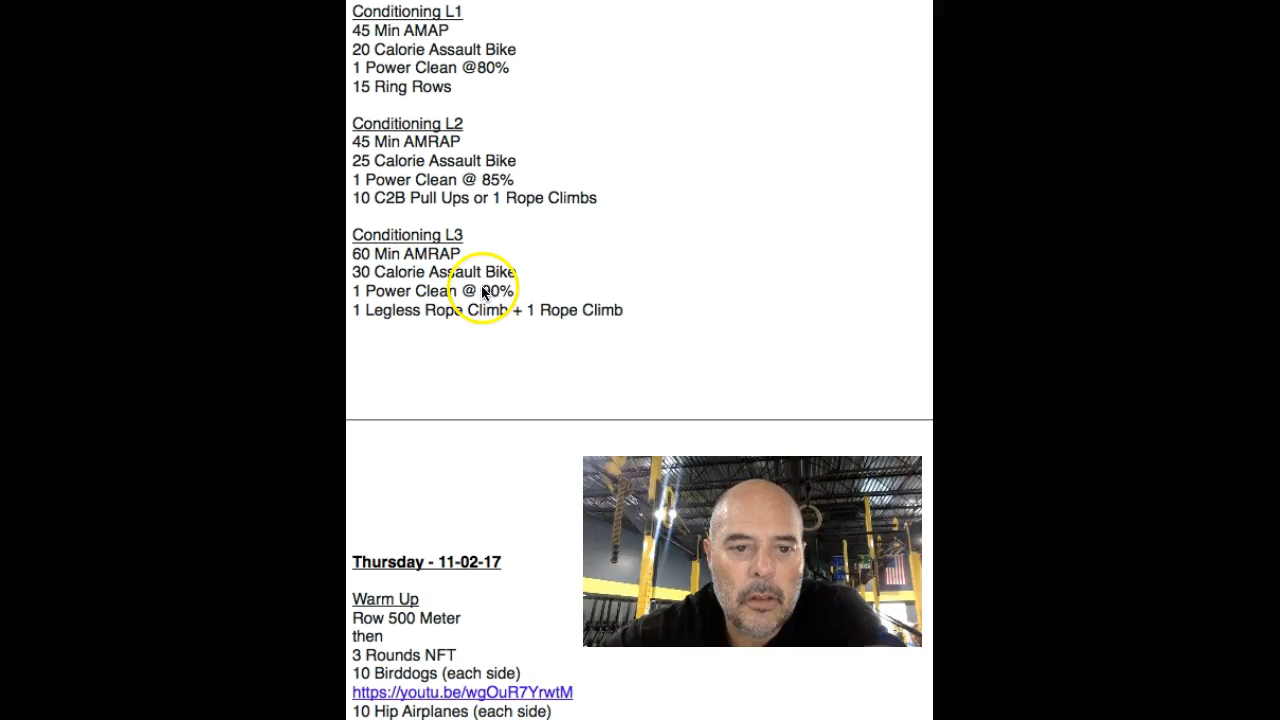 Conditioning L1
45 Min AMAP
20 Calorie Assault Bike
1 Power Clean @80%
15 Ring Rows
Conditioning L2
45 Min AMRAP
25 Calorie Assault Bike
1 Power Clean @ 85%
10 C2B Pull Ups or 1 Rope Climbs
Conditioning L3
60 Min AMRAP
30 Calorie Assault Bike
1 Power Clean @ 90%
1 Legless Rope Climb + 1 Rope Climb
Thursday - 11-02-17
Warm Up
Row 500 Meter
then
3 Rounds NFT
10 Birddogs (each side)
https://youtu.be/wgOuR7YrwtM
10 Hip Airplanes (each side)